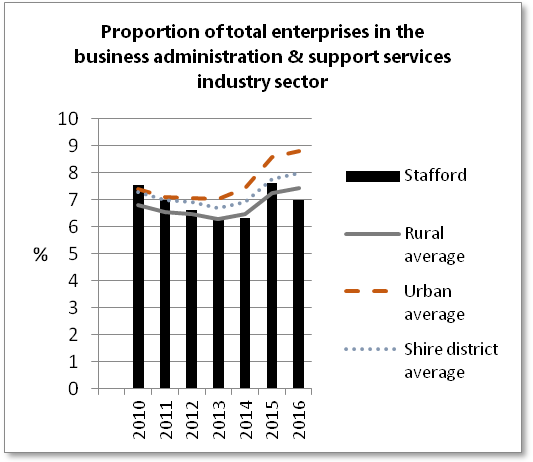 Proportion of total enterprises in the
business administration & support services
industry sector
10
9
8
7
6
5
4
3
2
1
0
%
2010
2011
2012
2013
2014
2015
2016
Stafford
Rural
average
Urban
average
Shire district
average